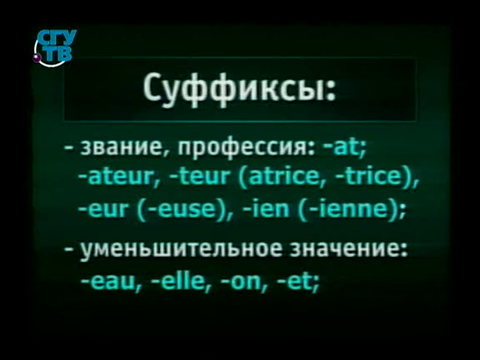 СГУ
ТВ
Суффиксы:
- звание, профессия: -at;
-ateur, -teur (atrice, -trice),
-eur (-euse), -ien (-ienne);
- уменьшительное значение:
-eau, -elle, -on, -et;